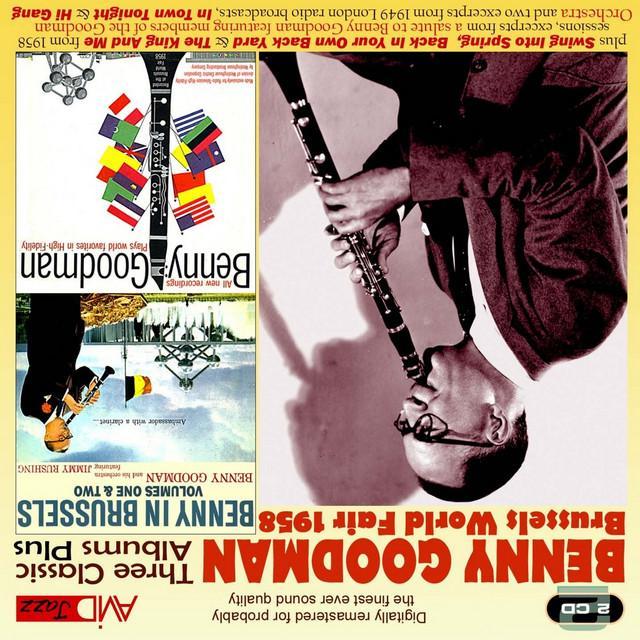 2 CD
Digitally remastered for probably
the finest ever sound quality
AVID Jazz
BENNY GOODMAN
Three Classic
Albums Plus
Brussels World Fair 1958
BENNY IN BRUSSELS
VOLUMES ONE & TWO
BENNY GOODMAN and his orchestra
featuring JIMMY RUSHING
Ambassador with a clarinet...
All new recordings
Benny Goodman
Plays world favorites in High-Fidelity
plus Swing Into Spring, Back In Your Own Back Yard & The King And Me from 1958
sessions, excerpts from a salute to Benny Goodman featuring members of the Goodman
Orchestra and two excerpts from 1949 London radio broadcasts, In Town Tonight & Hi Gang